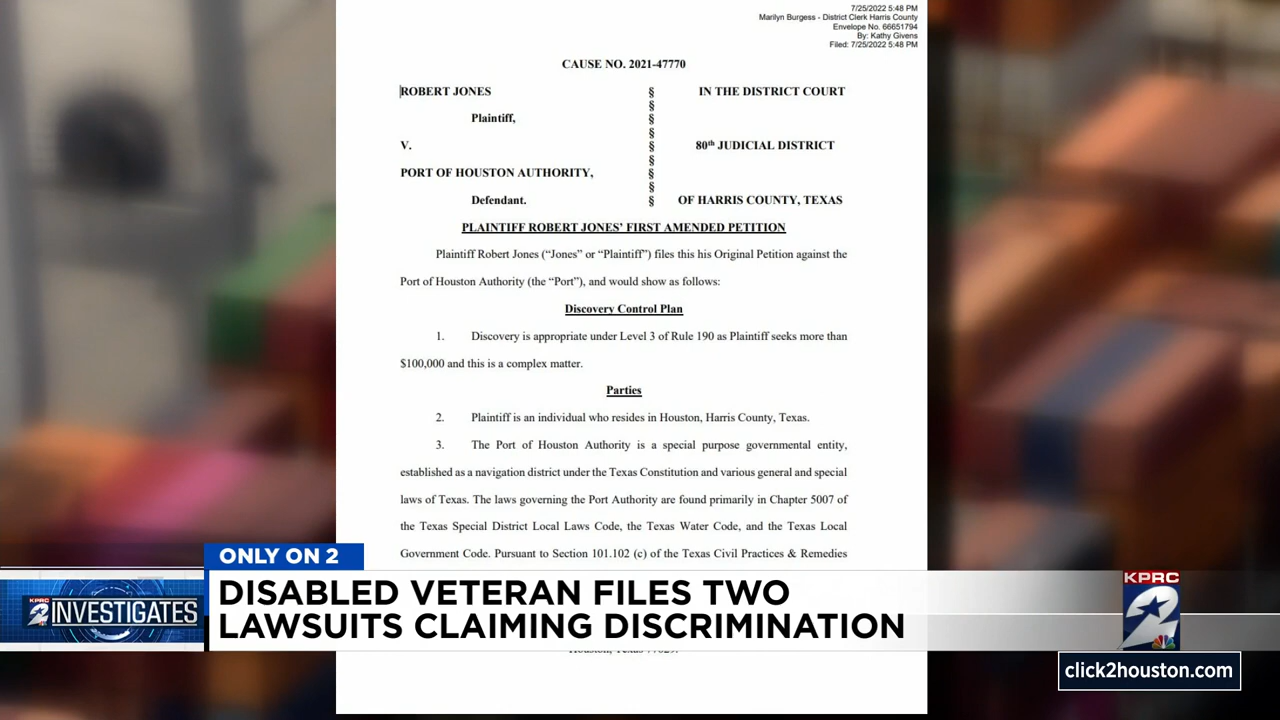 7/25/2022 5:48 PM
Marilyn Burgess - District Clerk Harris County
Envelope No. 66651794
By: Kathy Givens
Filed: 7/25/2022 5:48 PM
CAUSE NO. 2021-47770
ROBERT JONES § IN THE DISTRICT COURT
§
Plaintiff, §
§
V. § 80th JUDICIAL DISTRICT
§
PORT OF HOUSTON AUTHORITY, §
§
Defendant. § OF HARRIS COUNTY, TEXAS
PLAINTIFF ROBERT JONES’ FIRST AMENDED PETITION
Plaintiff Robert Jones (“Jones” or “Plaintiff”) files this his Original Petition against the
Port of Houston Authority (the “Port”), and would show as follows:
Discovery Control Plan
1. Discovery is appropriate under Level 3 of Rule 190 as Plaintiff seeks more than
$100,000 and this is a complex matter.
Parties
2. Plaintiff is an individual who resides in Houston, Harris County, Texas.
3. The Port of Houston Authority is a special purpose governmental entity,
established as a navigation district under the Texas Constitution and various general and special
laws of Texas. The laws governing the Port Authority are found primarily in Chapter 5007 of
the Texas Special District Local Laws Code, the Texas Water Code, and the Texas Local
Government Code. Pursuant to Section 101.102 (c) of the Texas Civil Practices & Remedies
ONLY ON 2
KPRC 2 INVESTIGATES
DISABLED VETERAN FILES TWO
LAWSUITS CLAIMING DISCRIMINATION
KPRC
2
click2houston.com